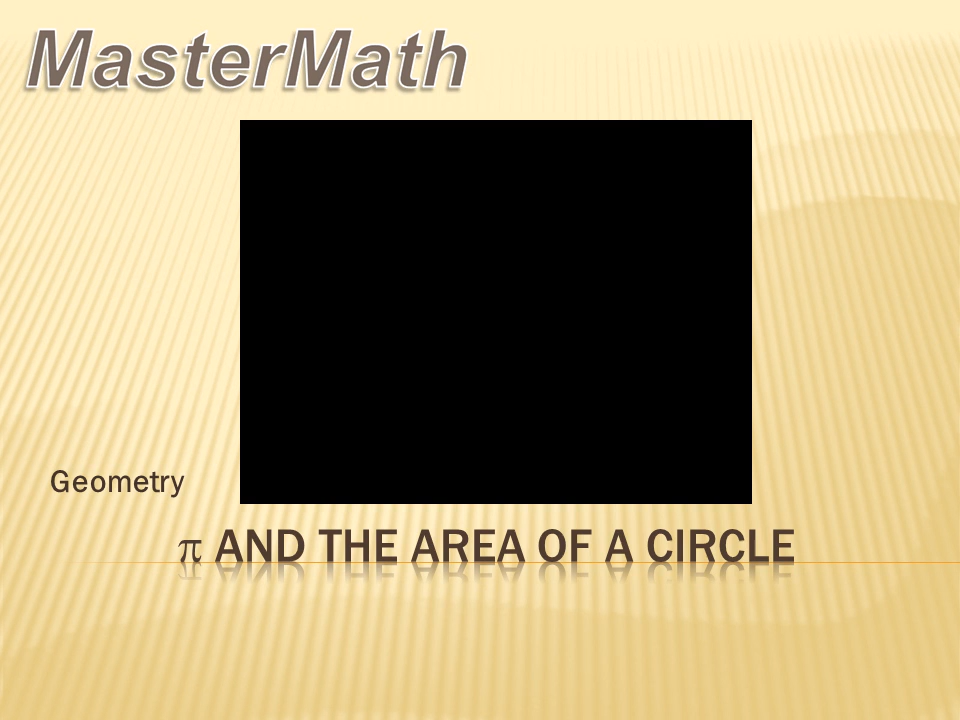 MasterMath
Geometry
π AND THE AREA OF A CIRCLE